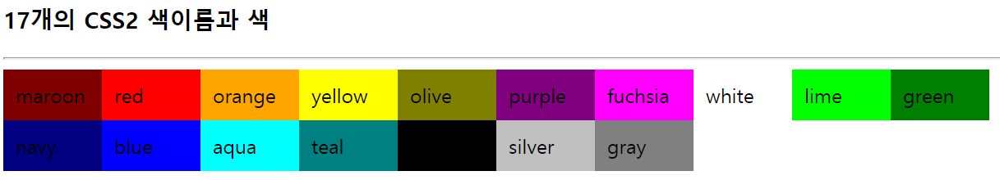 17개의 CSS2 색이름과 색
maroon red orange yellow olive purple fuchsia white lime green
navy blue aqua teal silver gray